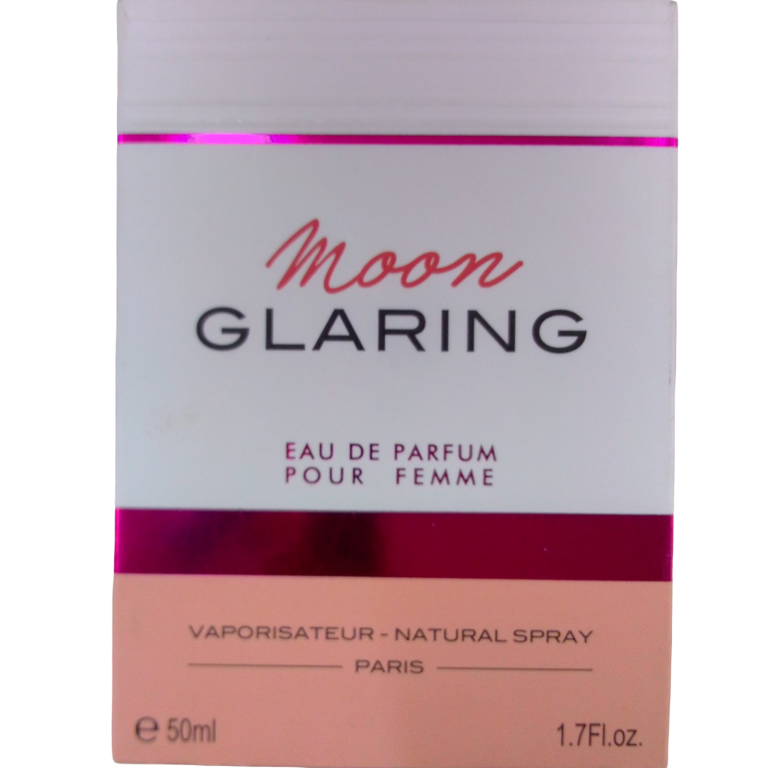 Moon
GLARING
EAU DE PARFUM
POUR FEMME
VAPORISATEUR - NATURAL SPRAY
PARIS
℮ 50ml
1.7Fl.oz.